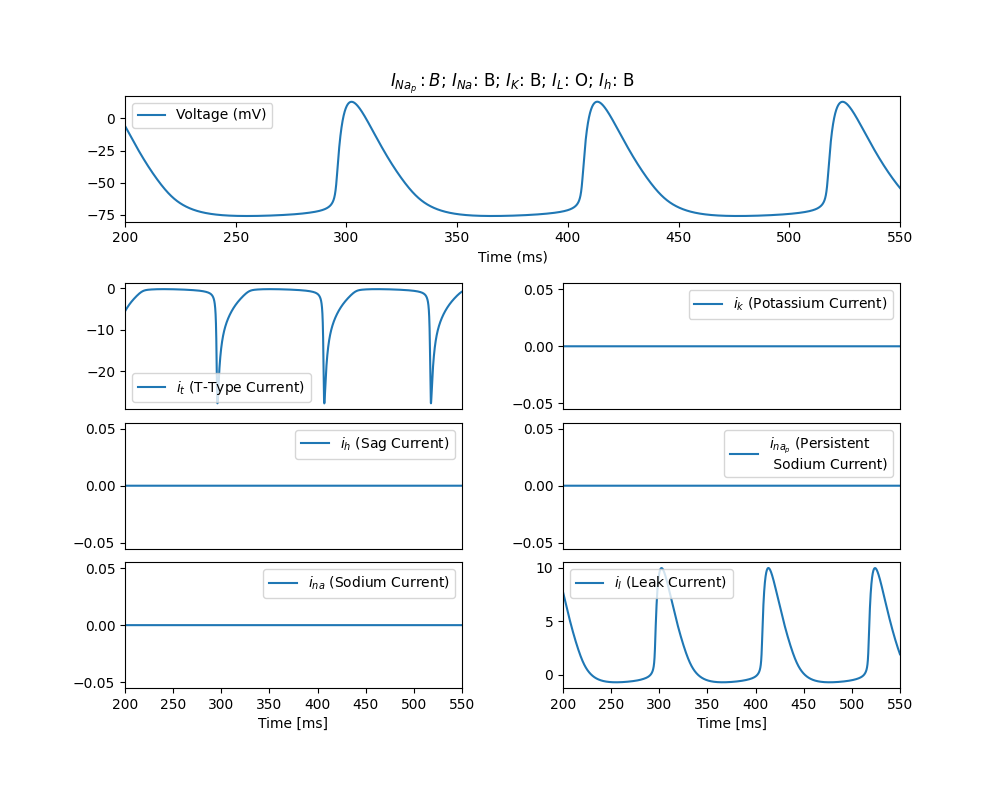 I_{Na_p}: B; I_{Na}: B; I_K: B; I_L: O; I_h: B
Voltage (mV)
0
−25
−50
−75
200 250 300 350 400 450 500 550
Time (ms)
0
−10
−20
i_t (T-Type Current)
0.05
0.00
−0.05
i_k (Potassium Current)
0.05
0.00
−0.05
i_h (Sag Current)
0.05
0.00
−0.05
i_{na_p} (Persistent
Sodium Current)
0.05
0.00
−0.05
i_{na} (Sodium Current)
200 250 300 350 400 450 500 550
Time [ms]
10
5
0
i_l (Leak Current)
200 250 300 350 400 450 500 550
Time [ms]